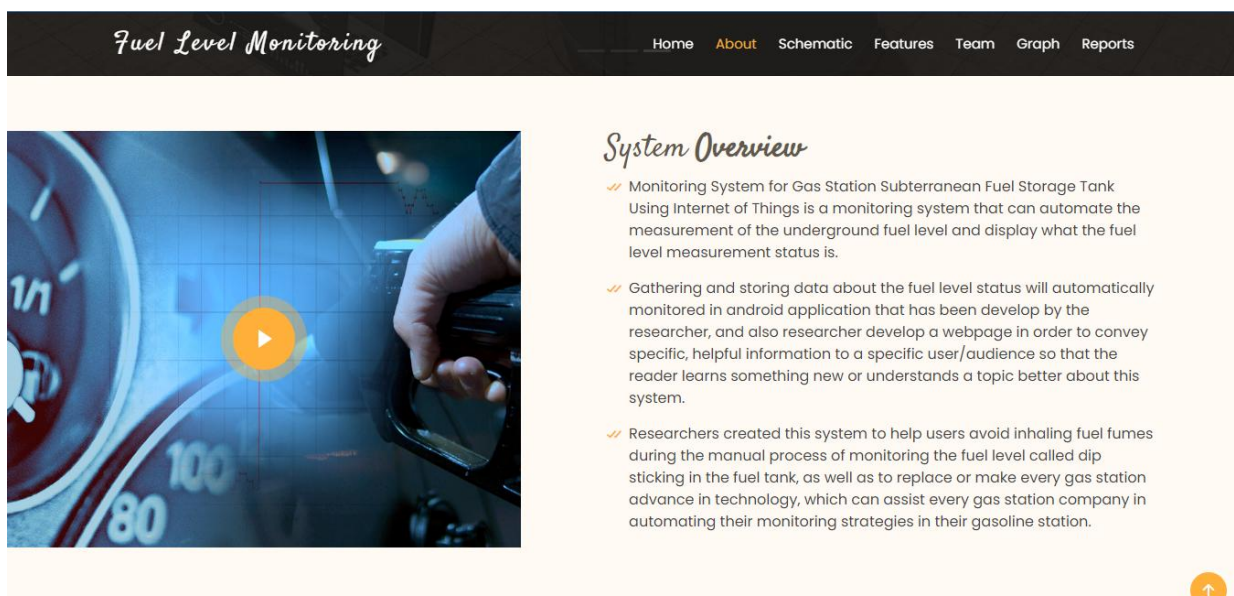 Fuel Level Monitoring
Home About Schematic Features Team Graph Reports
System Overview
Monitoring System for Gas Station Subterranean Fuel Storage Tank
Using Internet of Things is a monitoring system that can automate the
measurement of the underground fuel level and display what the fuel
level measurement status is.
Gathering and storing data about the fuel level status will automatically
monitored in android application that has been develop by the
researcher, and also researcher develop a webpage in order to convey
specific, helpful information to a specific user/audience so that the
reader learns something new or understands a topic better about this
system.
Researchers created this system to help users avoid inhaling fuel fumes
during the manual process of monitoring the fuel level called dip
sticking in the fuel tank, as well as to replace or make every gas station
advance in technology, which can assist every gas station company in
automating their monitoring strategies in their gasoline station.
1/1
100
80